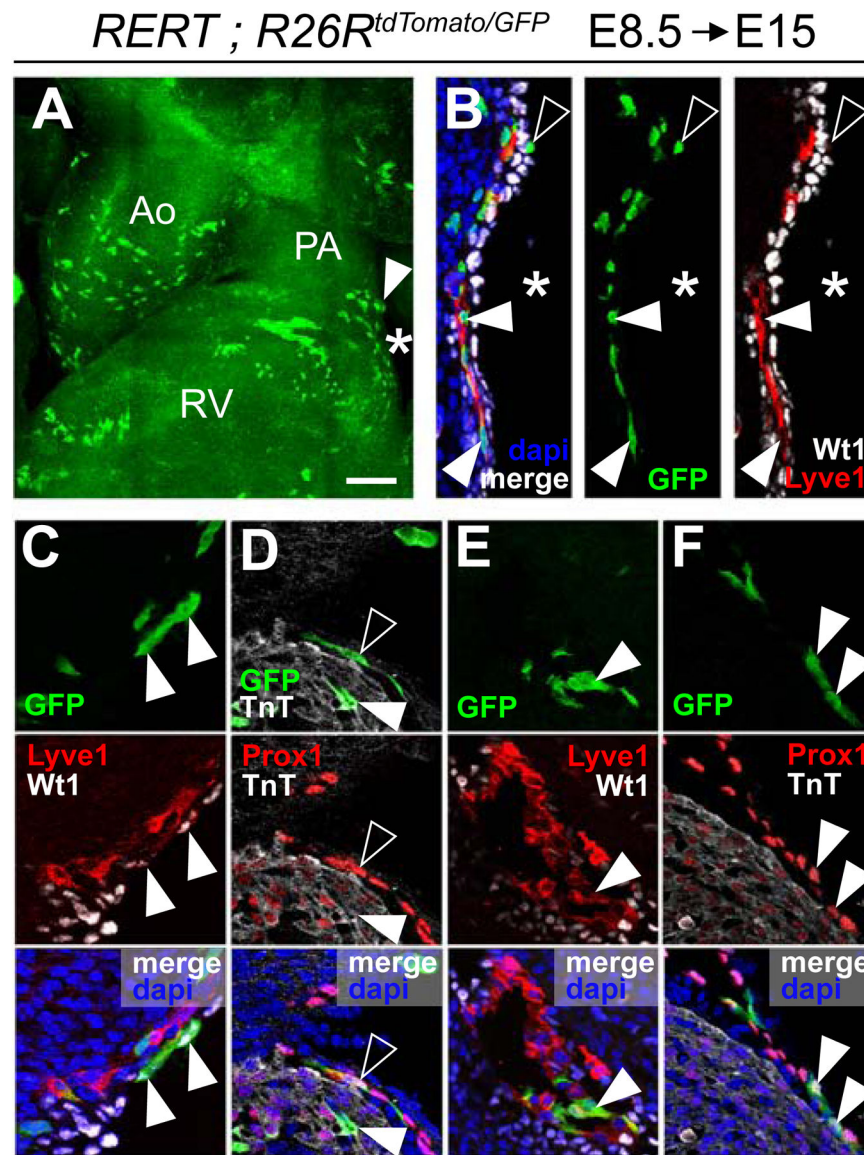 RERT ; R26R^tdTomato/GFP E8.5 → E15
A
Ao
PA
*
RV
B
*
dapi
merge
*
GFP
*
Wt1
Lyve1
C
GFP
D
GFP
TnT
E
GFP
F
GFP
Lyve1
Wt1
Prox1
TnT
Lyve1
Wt1
Prox1
TnT
merge
dapi
merge
dapi
merge
dapi
merge
dapi